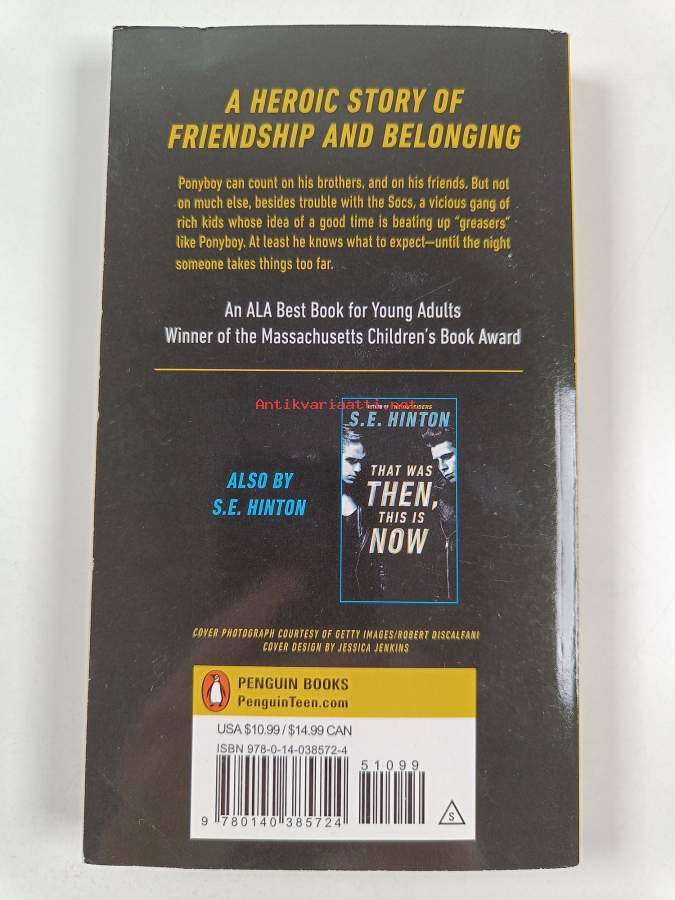 A HEROIC STORY OF
FRIENDSHIP AND BELONGING
Ponyboy can count on his brothers, and on his friends. But not
on much else, besides trouble with the Socs, a vicious gang of
rich kids whose idea of a good time is beating up “greasers”
like Ponyboy. At least he knows what to expect—until the night
someone takes things too far.
An ALA Best Book for Young Adults
Winner of the Massachusetts Children’s Book Award
Antikvariaatti.net
AUTHOR OF THE OUTSIDERS
S.E. HINTON
THAT WAS
THEN,
THIS IS
NOW
ALSO BY
S.E. HINTON
COVER PHOTOGRAPH COURTESY OF GETTY IMAGES/ROBERT DISCALFANI
COVER DESIGN BY JESSICA JENKINS
PENGUIN BOOKS
PenguinTeen.com
USA $10.99 / $14.99 CAN
ISBN 978-0-14-038572-4
51099
9 780140 385724
S